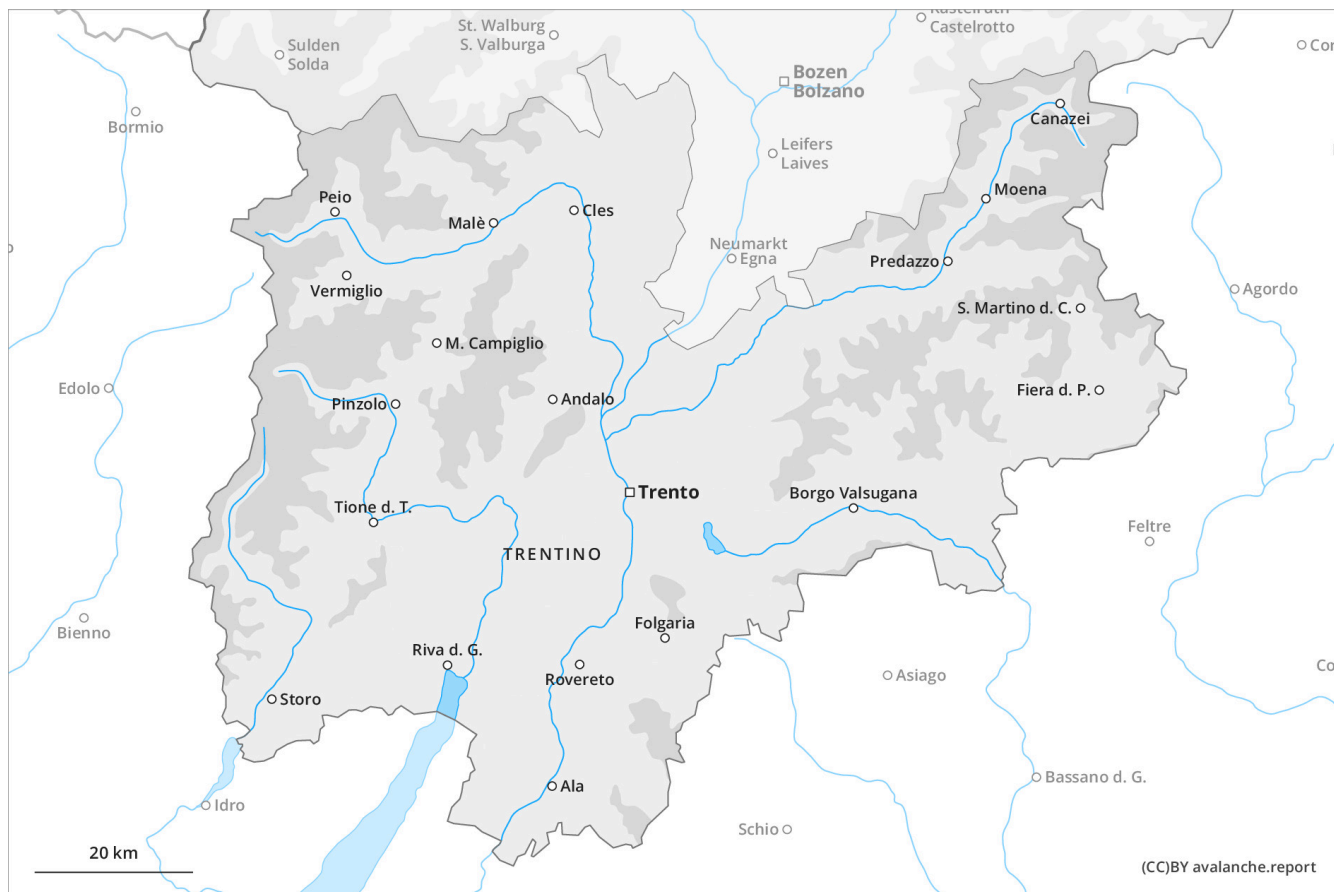 Kastelruth
Castelrotto
St. Walburg
S. Valburga
Sulden
Solda
Cor
Bozen
Bolzano
Bormio
Canazei
Leifers
Laives
Moena
Peio
Malè
Cles
Neumarkt
Egna
Predazzo
Vermiglio
Agordo
S. Martino d. C.
M. Campiglio
Edolo
Fiera d. P.
Pinzolo
Andalo
Trento
Borgo Valsugana
Tione d. T.
Feltre
TRENTINO
Bienno
Folgaria
Riva d. G.
Rovereto
Co
Asiago
Storo
Bassano d. G.
Ala
Idro
Schio
20 km
(CC)BY avalanche.report